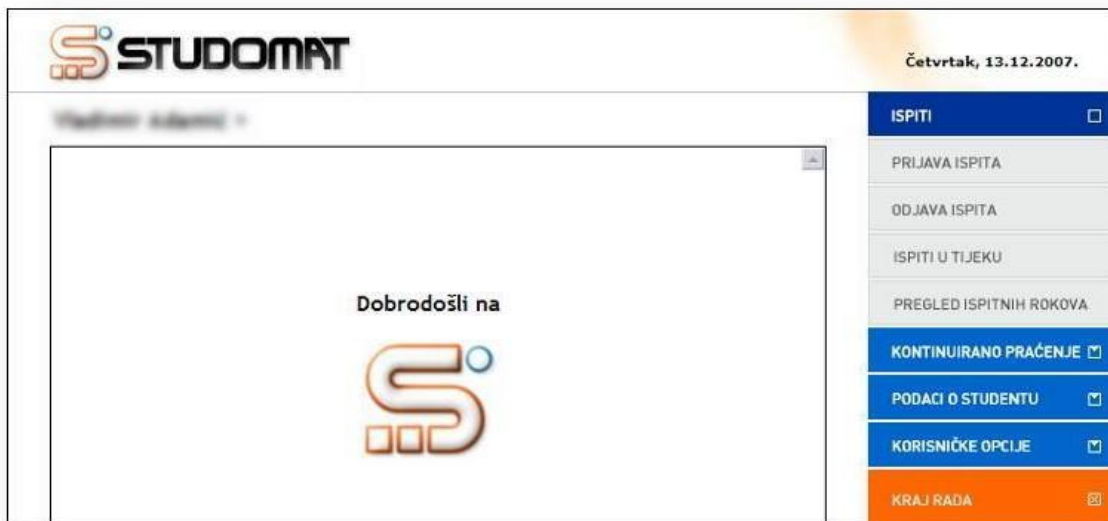 STUDOMAT
Četvrtak, 13.12.2007.
Dobrodošli na
ISPITI
PRIJAVA ISPITA
ODJAVA ISPITA
ISPITI U TIJEKU
PREGLED ISPITNIH ROKOVA
KONTINUIRANO PRAĆENJE
PODACI O STUDENTU
KORISNIČKE OPCIJE
KRAJ RADA